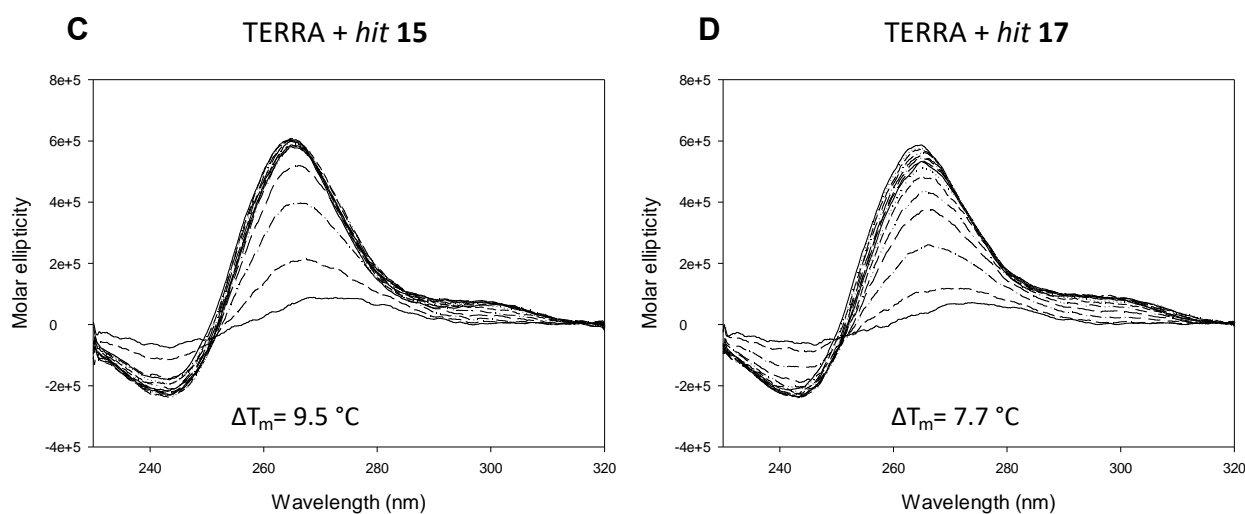 C TERRA + hit 15
8e+5
6e+5
4e+5
2e+5
0
-2e+5
-4e+5
Molar ellipticity
ΔTm= 9.5 °C
240 260 280 300 320
Wavelength (nm)
D TERRA + hit 17
8e+5
6e+5
4e+5
2e+5
0
-2e+5
-4e+5
Molar ellipticity
ΔTm= 7.7 °C
240 260 280 300 320
Wavelength (nm)